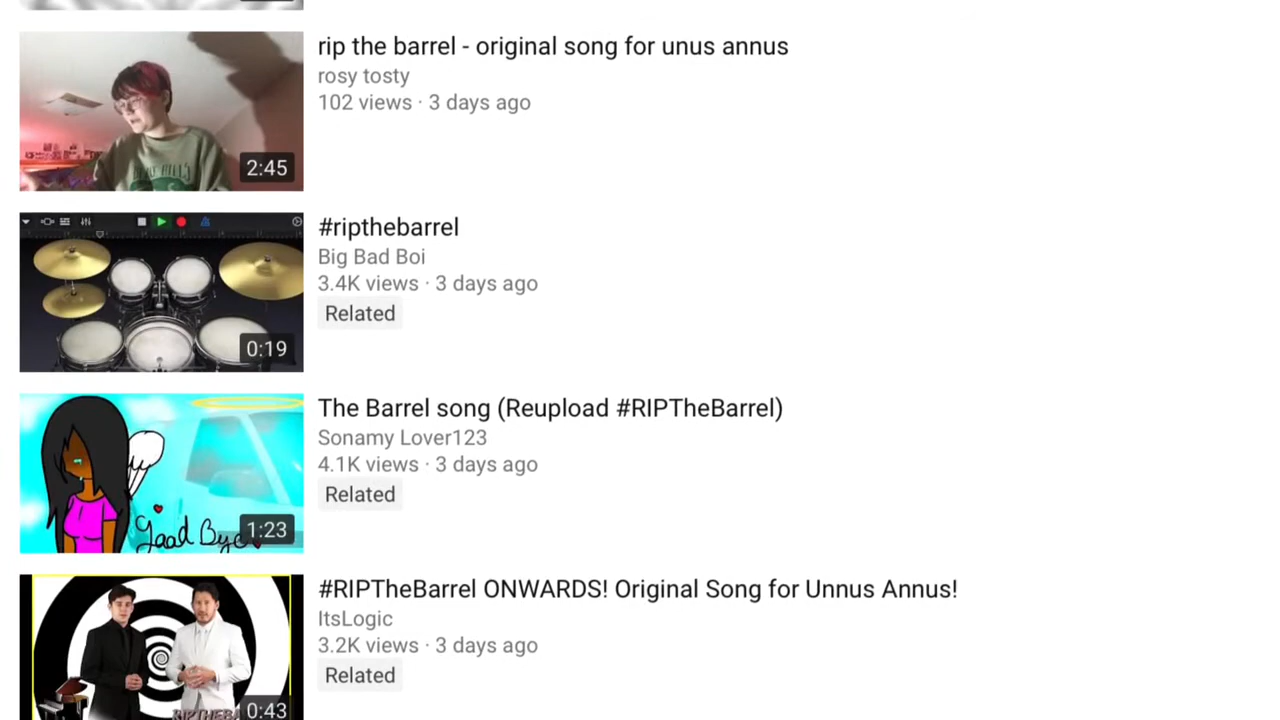 rip the barrel - original song for unus annus
rosy tosty
102 views · 3 days ago
2:45
#ripthebarrel
Big Bad Boi
3.4K views · 3 days ago
Related
0:19
The Barrel song (Reupload #RIPTheBarrel)
Sonamy Lover123
4.1K views · 3 days ago
Related
Good Bye
1:23
#RIPTheBarrel ONWARDS! Original Song for Unnus Annus!
ItsLogic
3.2K views · 3 days ago
Related
0:43